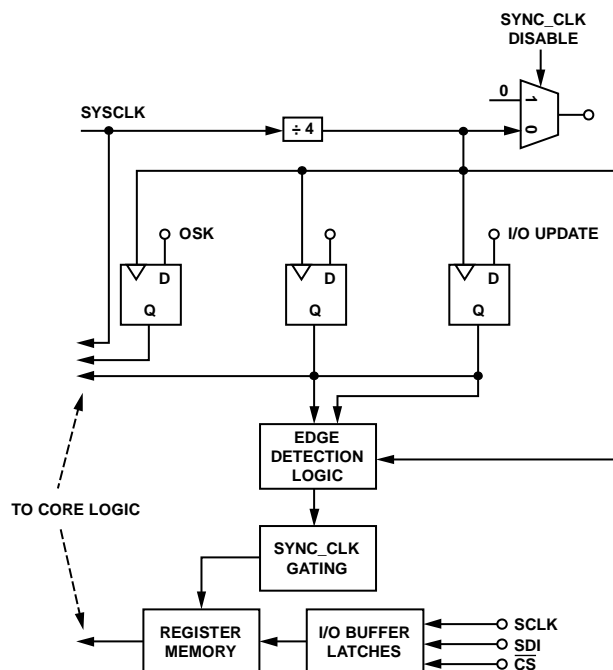 SYNC_CLK
DISABLE
0
1
0
SYSCLK
÷ 4
OSK
I/O UPDATE
D
D
D
Q
Q
Q
EDGE
DETECTION
LOGIC
TO CORE LOGIC
SYNC_CLK
GATING
REGISTER
MEMORY
I/O BUFFER
LATCHES
SCLK
SDI
CS